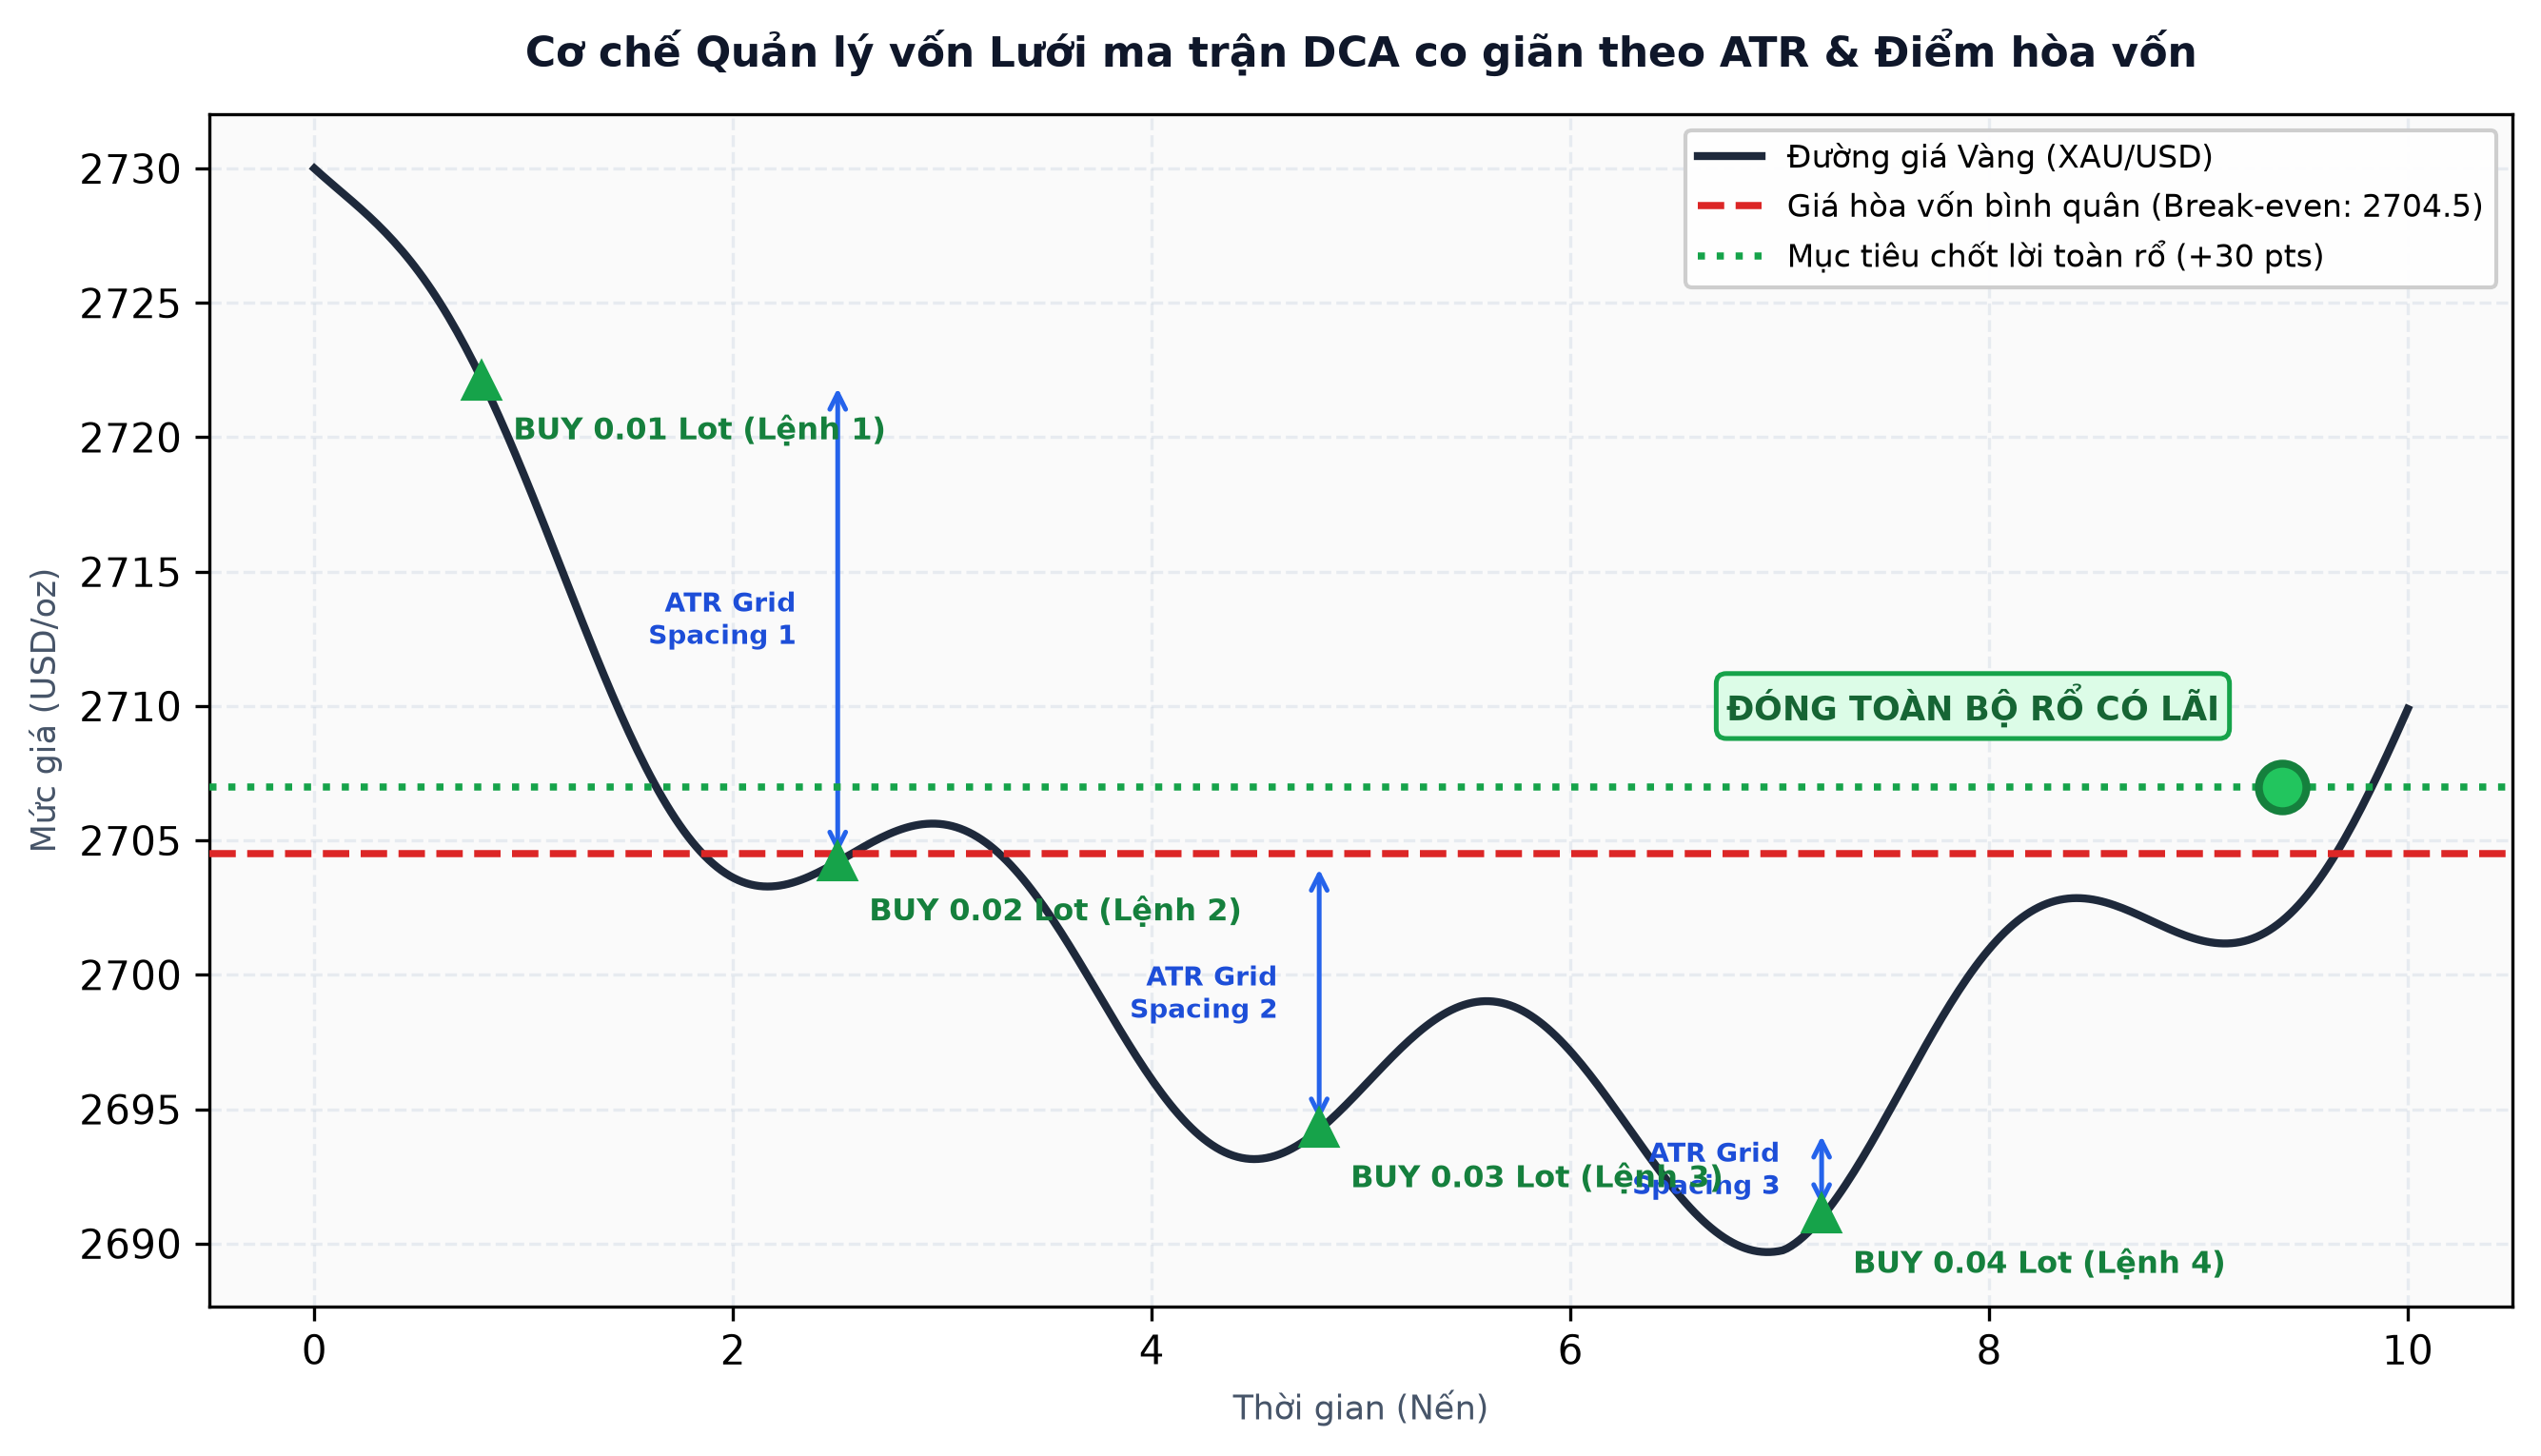 Cơ chế Quản lý vốn Lưới ma trận DCA co giãn theo ATR & Điểm hòa vốn
Đường giá Vàng (XAU/USD)
Giá hòa vốn bình quân (Break-even: 2704.5)
Mục tiêu chốt lời toàn rổ (+30 pts)
Mức giá (USD/oz)
2730
2725
2720
2715
2710
2705
2700
2695
2690
BUY 0.01 Lot (Lệnh 1)
ATR Grid
Spacing 1
ĐÓNG TOÀN BỘ RỔ CÓ LÃI
BUY 0.02 Lot (Lệnh 2)
ATR Grid
Spacing 2
ATR Grid
Spacing 3
BUY 0.03 Lot (Lệnh 3)
BUY 0.04 Lot (Lệnh 4)
0
2
4
6
8
10
Thời gian (Nến)